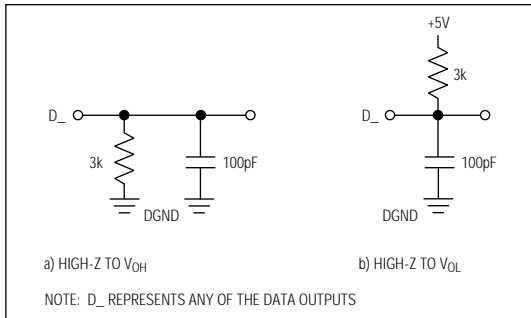 +5V
3k
D_
D_
3k
100pF
100pF
DGND
DGND
a) HIGH-Z TO VOH
b) HIGH-Z TO VOL
NOTE: D_ REPRESENTS ANY OF THE DATA OUTPUTS